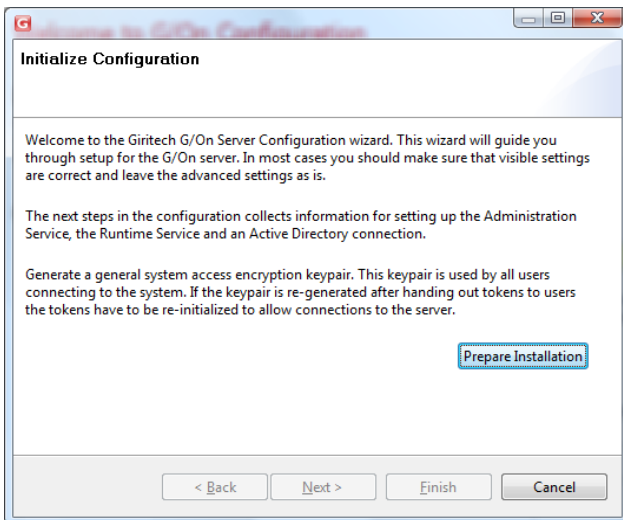 G
Welcome to G/On Configuration
Initialize Configuration
Welcome to the Giritech G/On Server Configuration wizard. This wizard will guide you
through setup for the G/On server. In most cases you should make sure that visible settings
are correct and leave the advanced settings as is.
The next steps in the configuration collects information for setting up the Administration
Service, the Runtime Service and an Active Directory connection.
Generate a general system access encryption keypair. This keypair is used by all users
connecting to the system. If the keypair is re-generated after handing out tokens to users
the tokens have to be re-initialized to allow connections to the server.
Prepare Installation
< Back Next > Finish Cancel